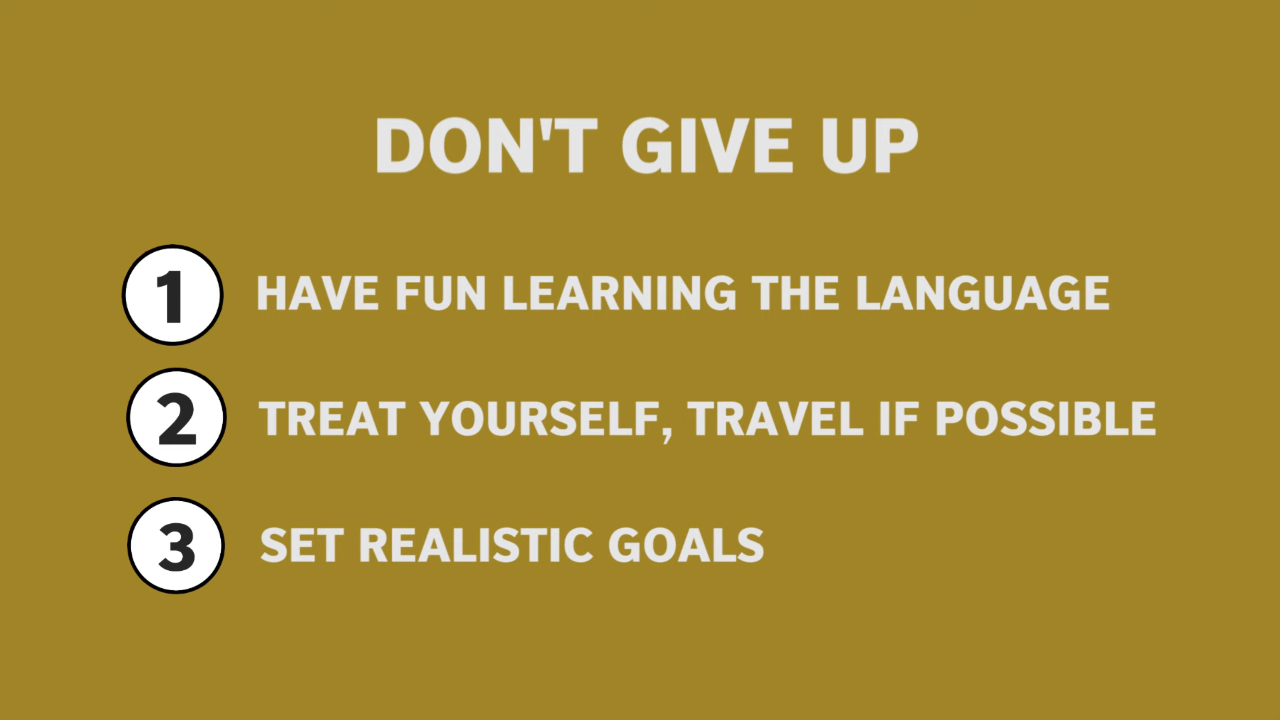 DON'T GIVE UP
1 HAVE FUN LEARNING THE LANGUAGE
2 TREAT YOURSELF, TRAVEL IF POSSIBLE
3 SET REALISTIC GOALS